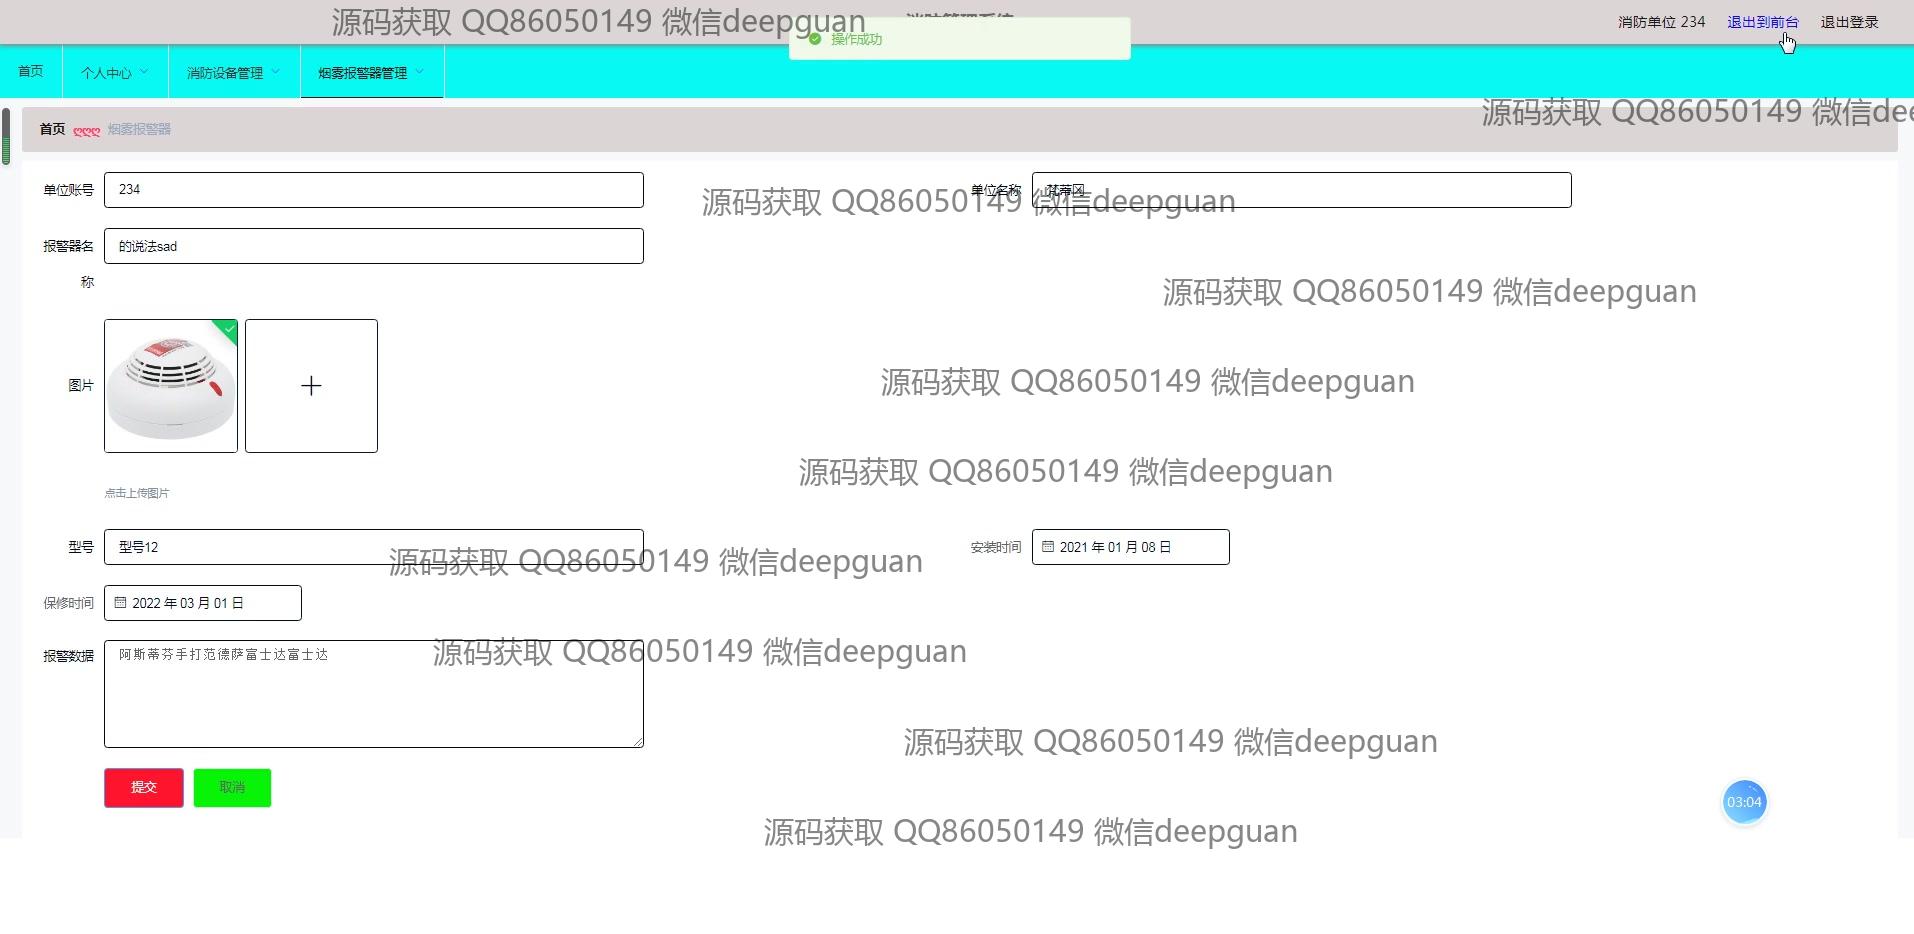 源码获取 QQ86050149 微信deepguan
消防管理系统
消防单位 234 退出到前台 退出登录
操作成功
首页 个人中心 消防设备管理 烟雾报警器管理
源码获取 QQ86050149 微信dee
首页 ღღღ 烟雾报警器
单位账号 234
单位名称
源码获取 QQ86050149 微信deepguan
报警器名称 的说法sad
源码获取 QQ86050149 微信deepguan
图片
源码获取 QQ86050149 微信deepguan
源码获取 QQ86050149 微信deepguan
点击上传图片
型号 型号12
安装时间 2021 年 01 月 08 日
源码获取 QQ86050149 微信deepguan
保修时间 2022 年 03 月 01 日
报警数据 阿斯蒂芬手打范德萨富士达富士达
源码获取 QQ86050149 微信deepguan
源码获取 QQ86050149 微信deepguan
提交 取消
03:04
源码获取 QQ86050149 微信deepguan